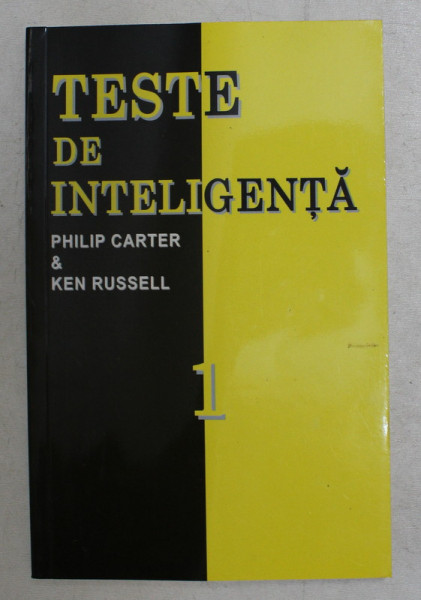 TESTE
DE
INTELIGENȚĂ
PHILIP CARTER
&
KEN RUSSELL
1